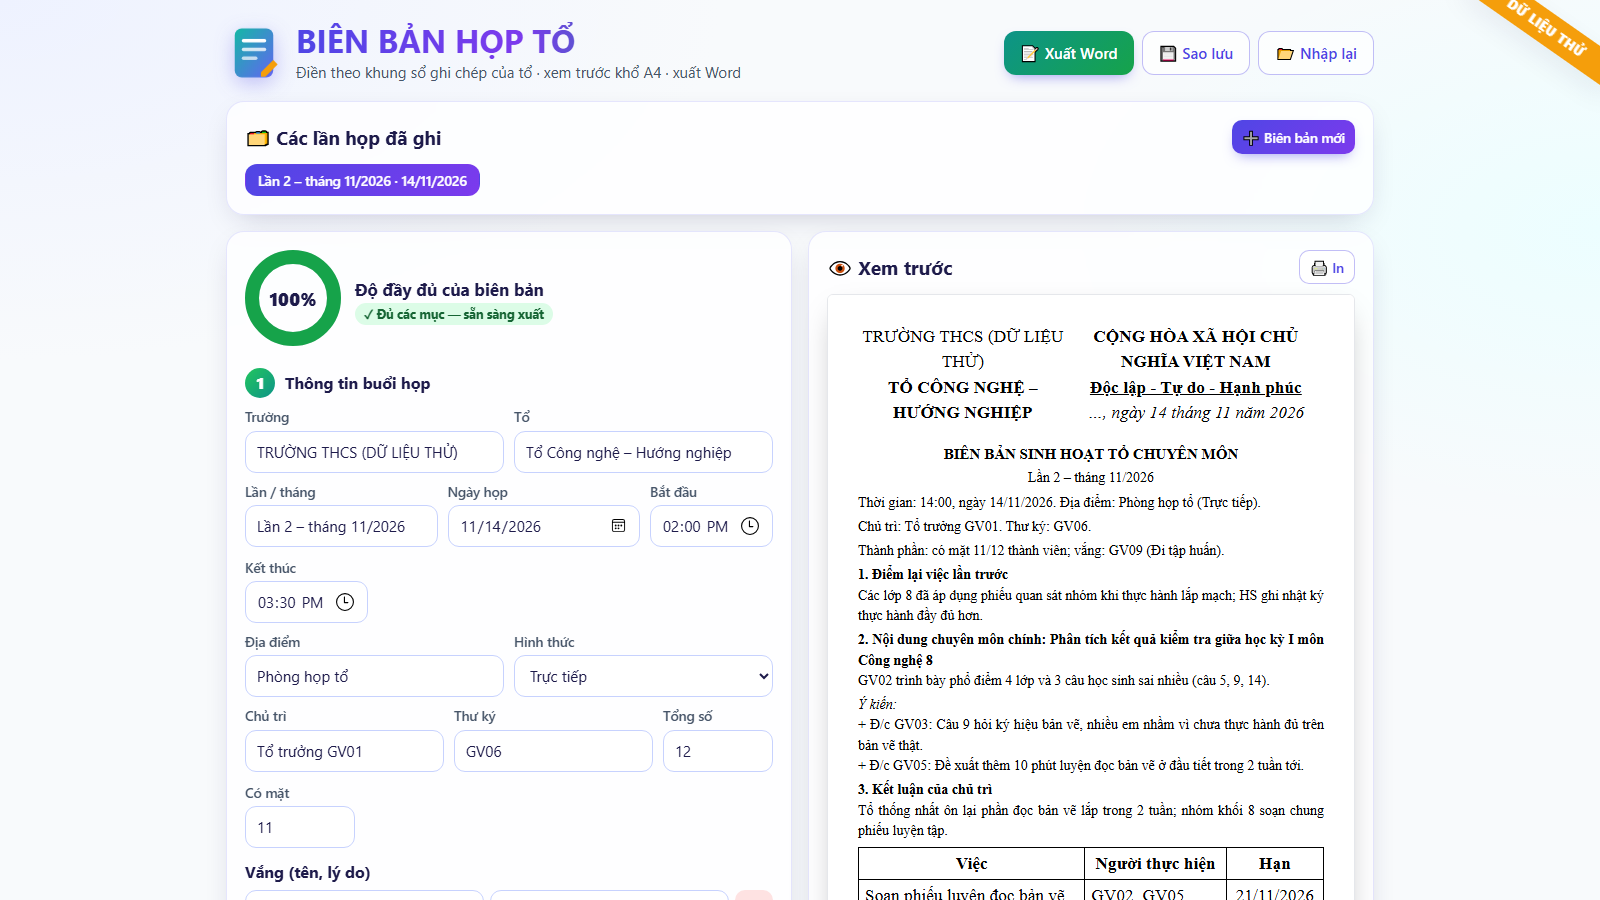 BIÊN BẢN HỌP TỔ
Điền theo khung sổ ghi chép của tổ · xem trước khổ A4 · xuất Word
Xuất Word
Sao lưu
Nhập lại
DỮ LIỆU THỬ
Các lần họp đã ghi
Biên bản mới
Lần 2 – tháng 11/2026 · 14/11/2026
100%
Độ đầy đủ của biên bản
✓ Đủ các mục — sẵn sàng xuất
1 Thông tin buổi họp
Trường
Tổ
TRƯỜNG THCS (DỮ LIỆU THỬ)
Tổ Công nghệ – Hướng nghiệp
Lần / tháng
Ngày họp
Bắt đầu
Lần 2 – tháng 11/2026
11/14/2026
02:00 PM
Kết thúc
03:30 PM
Địa điểm
Hình thức
Phòng họp tổ
Trực tiếp
Chủ trì
Thư ký
Tổng số
Tổ trưởng GV01
GV06
12
Có mặt
11
Vắng (tên, lý do)
Xem trước
In
TRƯỜNG THCS (DỮ LIỆU
THỬ)
TỔ CÔNG NGHỆ –
HƯỚNG NGHIỆP
CỘNG HÒA XÃ HỘI CHỦ
NGHĨA VIỆT NAM
Độc lập - Tự do - Hạnh phúc
..., ngày 14 tháng 11 năm 2026
BIÊN BẢN SINH HOẠT TỔ CHUYÊN MÔN
Lần 2 – tháng 11/2026
Thời gian: 14:00, ngày 14/11/2026. Địa điểm: Phòng họp tổ (Trực tiếp).
Chủ trì: Tổ trưởng GV01. Thư ký: GV06.
Thành phần: có mặt 11/12 thành viên; vắng: GV09 (Đi tập huấn).
1. Điểm lại việc lần trước
Các lớp 8 đã áp dụng phiếu quan sát nhóm khi thực hành lắp mạch; HS ghi nhật ký
thực hành đầy đủ hơn.
2. Nội dung chuyên môn chính: Phân tích kết quả kiểm tra giữa học kỳ I môn
Công nghệ 8
GV02 trình bày phổ điểm 4 lớp và 3 câu học sinh sai nhiều (câu 5, 9, 14).
Ý kiến:
+ Đ/c GV03: Câu 9 hỏi ký hiệu bản vẽ, nhiều em nhầm vì chưa thực hành đủ trên
bản vẽ thật.
+ Đ/c GV05: Đề xuất thêm 10 phút luyện đọc bản vẽ ở đầu tiết trong 2 tuần tới.
3. Kết luận của chủ trì
Tổ thống nhất ôn lại phần đọc bản vẽ lắp trong 2 tuần; nhóm khối 8 soạn chung
phiếu luyện tập.
Việc
Người thực hiện
Hạn
Soạn phiếu luyện đọc bản vẽ
GV02, GV05
21/11/2026